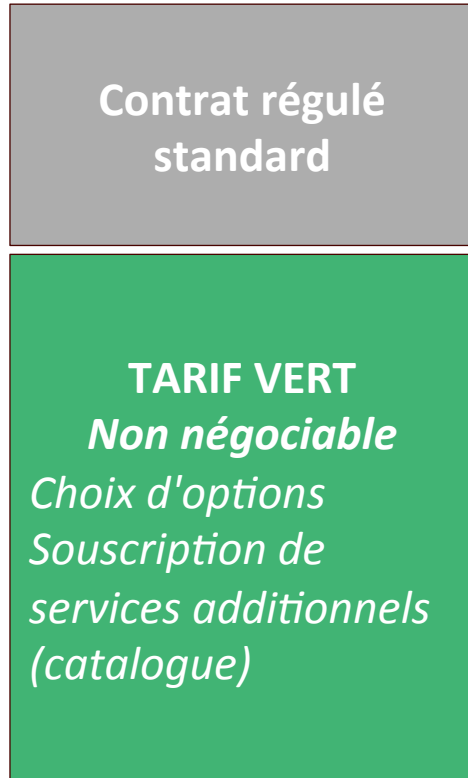 Contrat régulé
standard
TARIF VERT
Non négociable
Choix d'options
Souscription de
services additionnels
(catalogue)